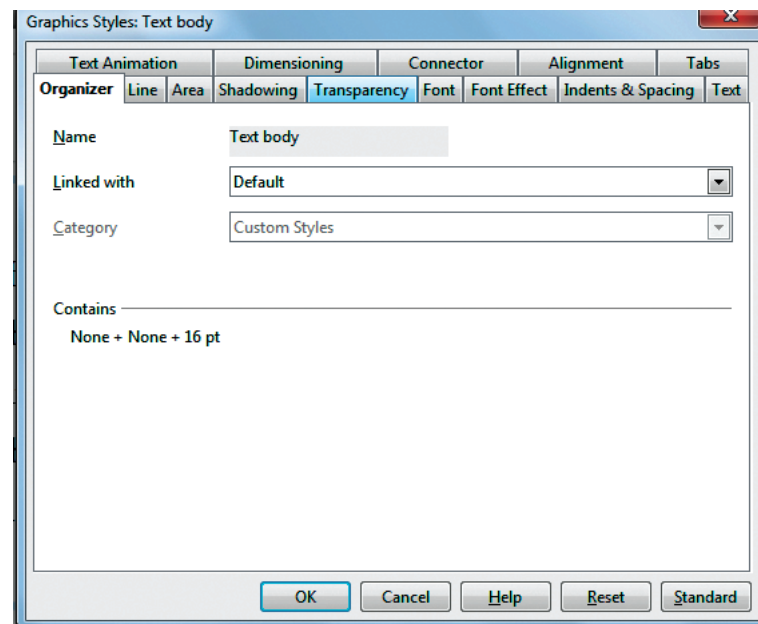 Graphics Styles: Text body
x
Text Animation Dimensioning Connector Alignment Tabs
Organizer Line Area Shadowing Transparency Font Font Effect Indents & Spacing Text
Name Text body
Linked with Default
Category Custom Styles
Contains
None + None + 16 pt
OK Cancel Help Reset Standard